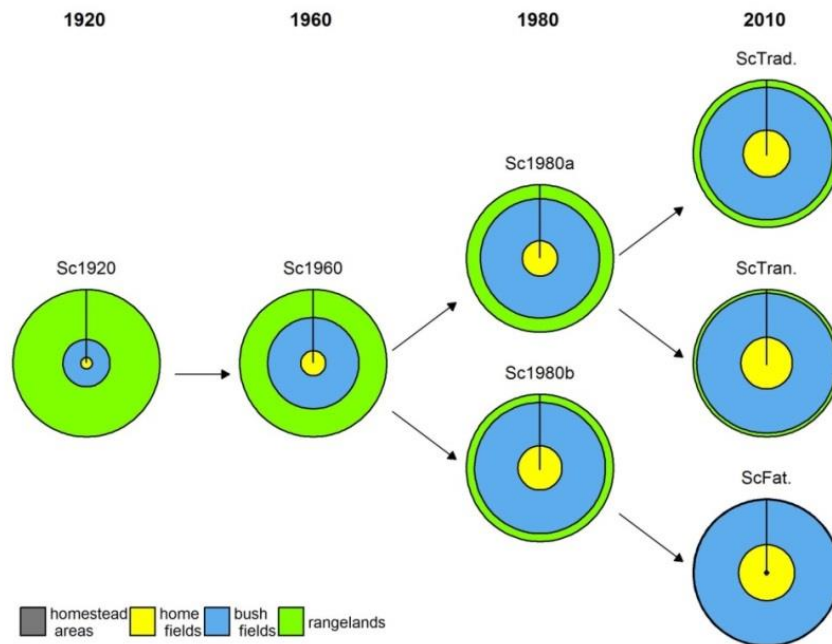 1920 1960 1980 2010
ScTrad.
Sc1980a
Sc1920 Sc1960 ScTran.
Sc1980b
ScFat.
homestead areas
home fields
bush fields
rangelands